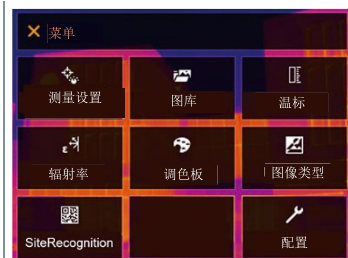 菜单
测量设置
图库
温标
辐射率
调色板
图像类型
SiteRecognition
配置